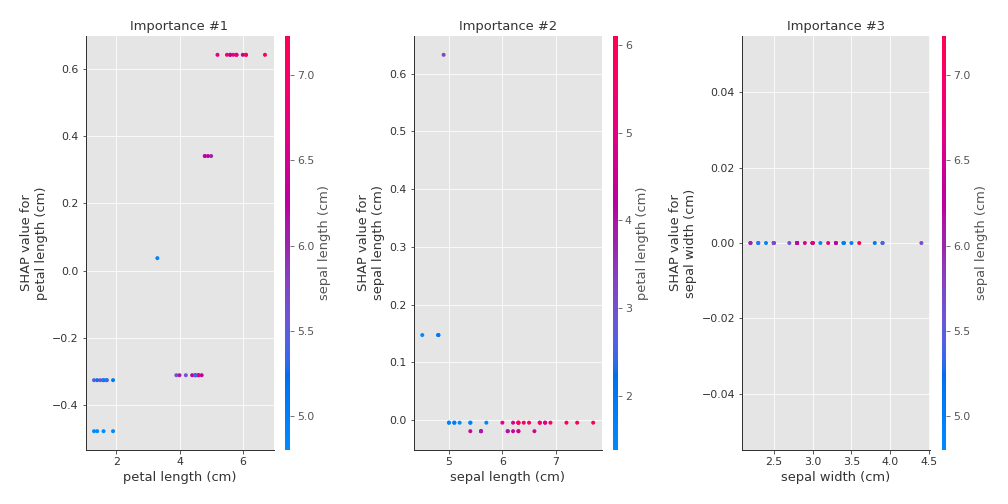 Importance #1
SHAP value for
petal length (cm)
0.6
0.4
0.2
0.0
−0.2
−0.4
2
4
6
petal length (cm)
7.0
6.5
6.0
5.5
5.0
sepal length (cm)
Importance #2
SHAP value for
sepal length (cm)
0.6
0.5
0.4
0.3
0.2
0.1
0.0
5
6
7
sepal length (cm)
6
5
4
3
2
petal length (cm)
Importance #3
SHAP value for
sepal width (cm)
0.04
0.02
0.00
−0.02
−0.04
2.5
3.0
3.5
4.0
4.5
sepal width (cm)
7.0
6.5
6.0
5.5
5.0
sepal length (cm)